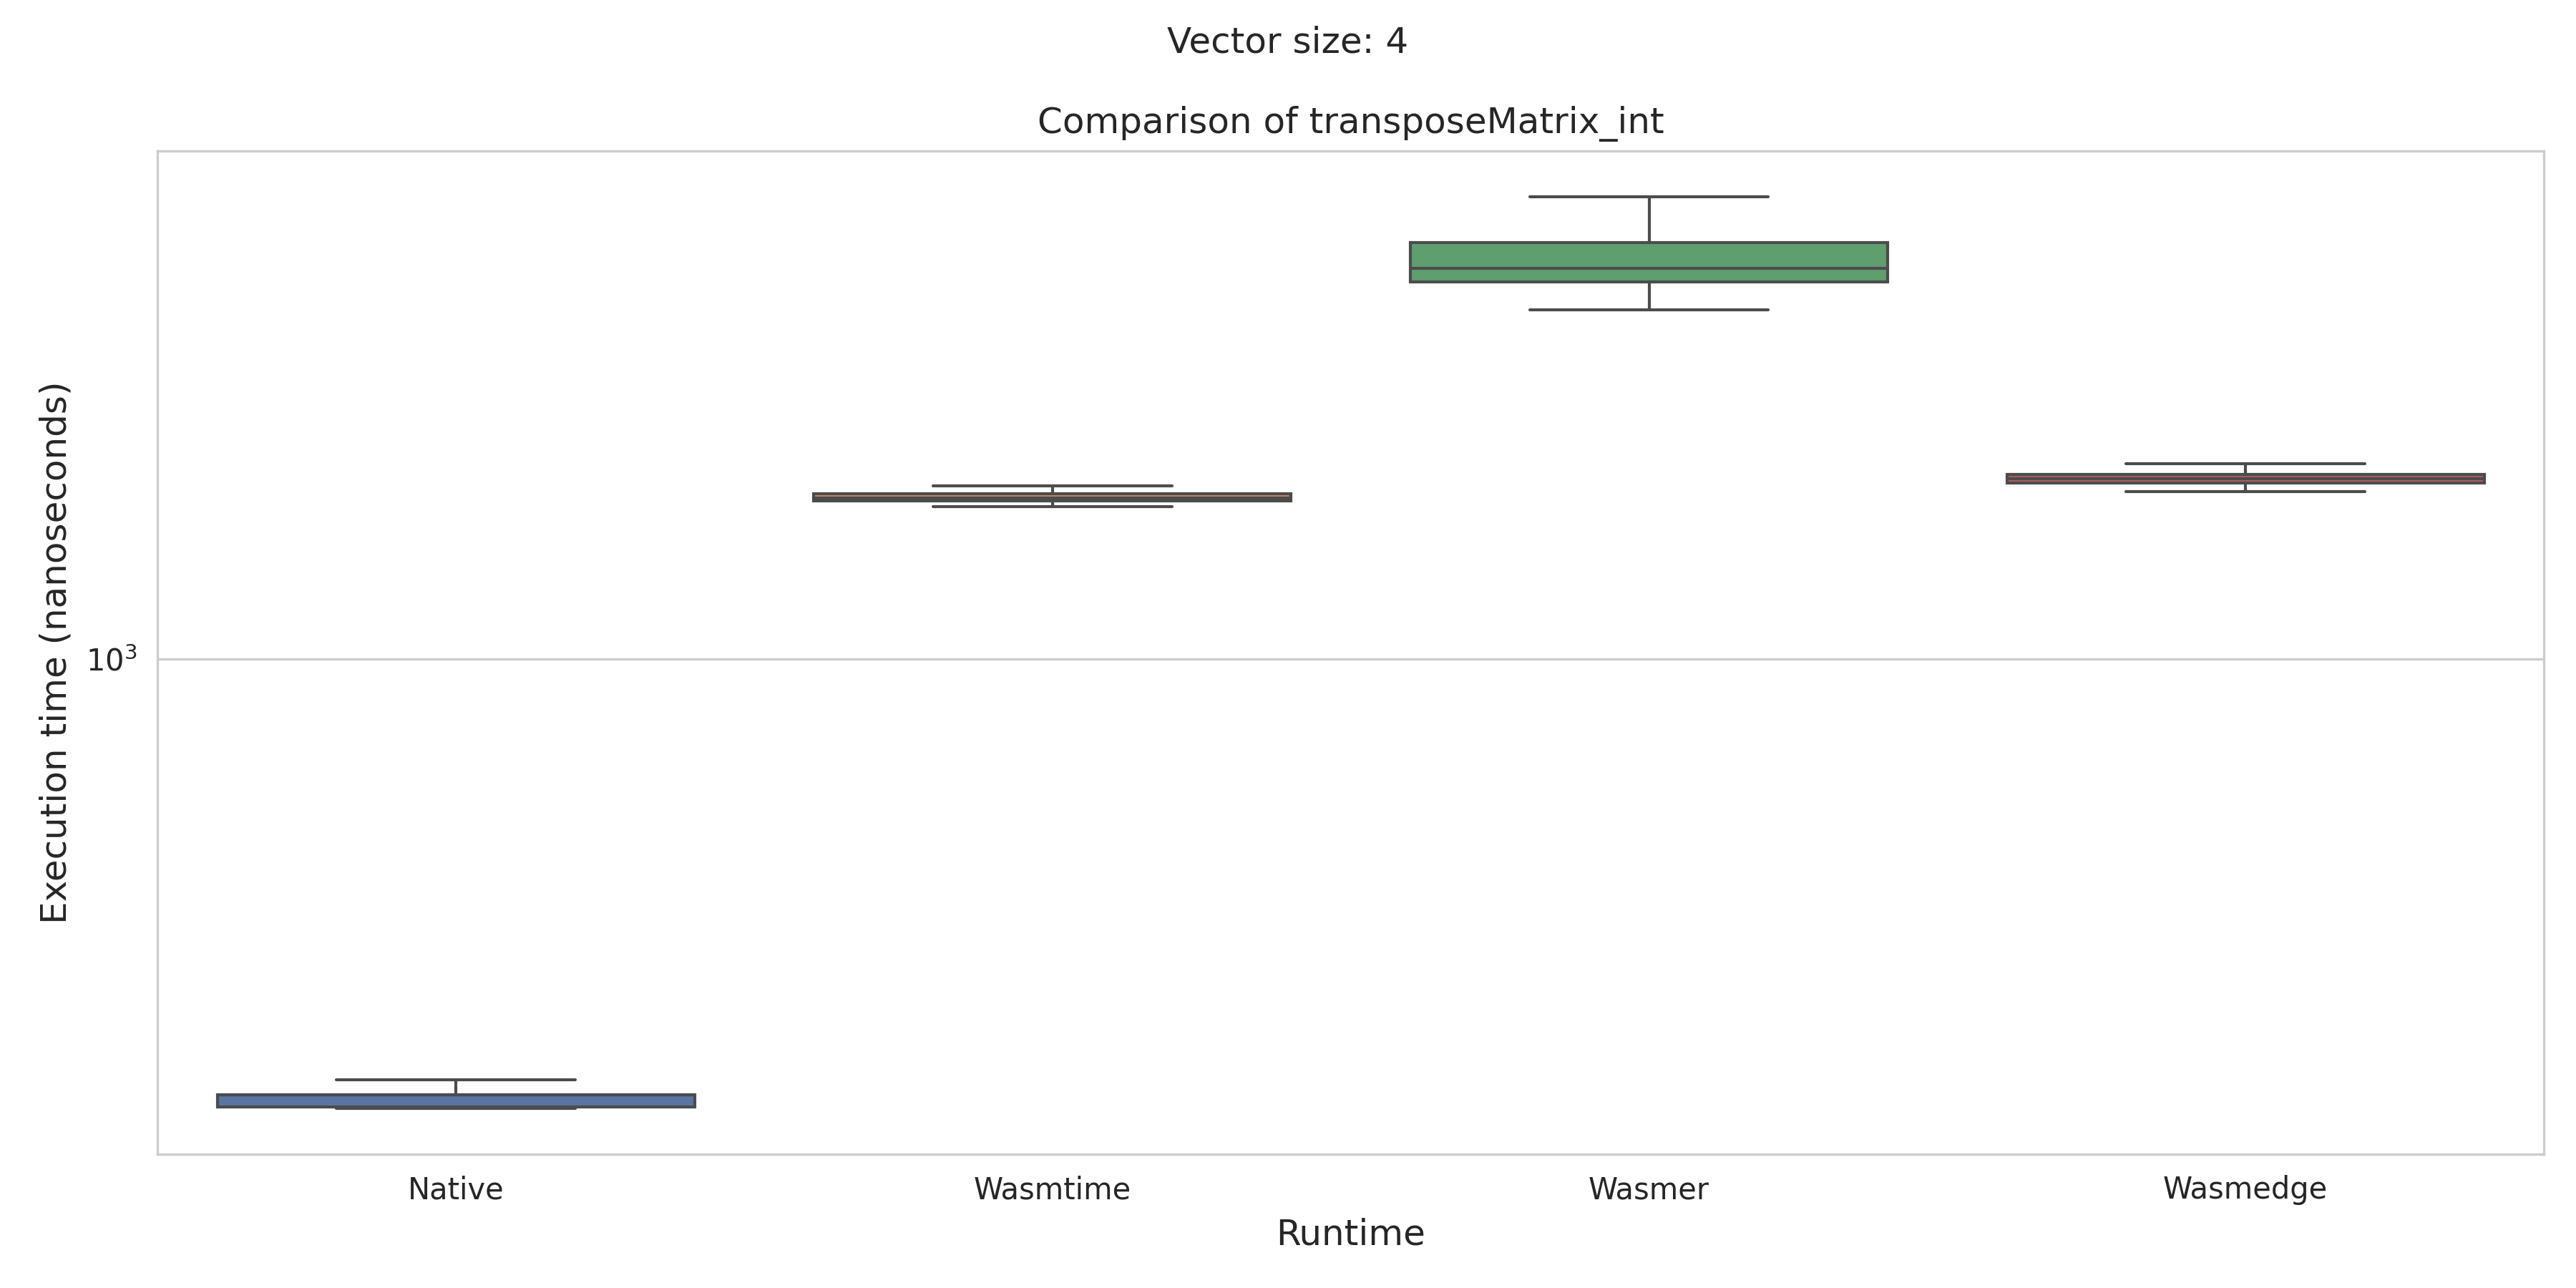 Vector size: 4
Comparison of transposeMatrix_int
Execution time (nanoseconds)
10³
Native Wasmtime Wasmer Wasmedge
Runtime